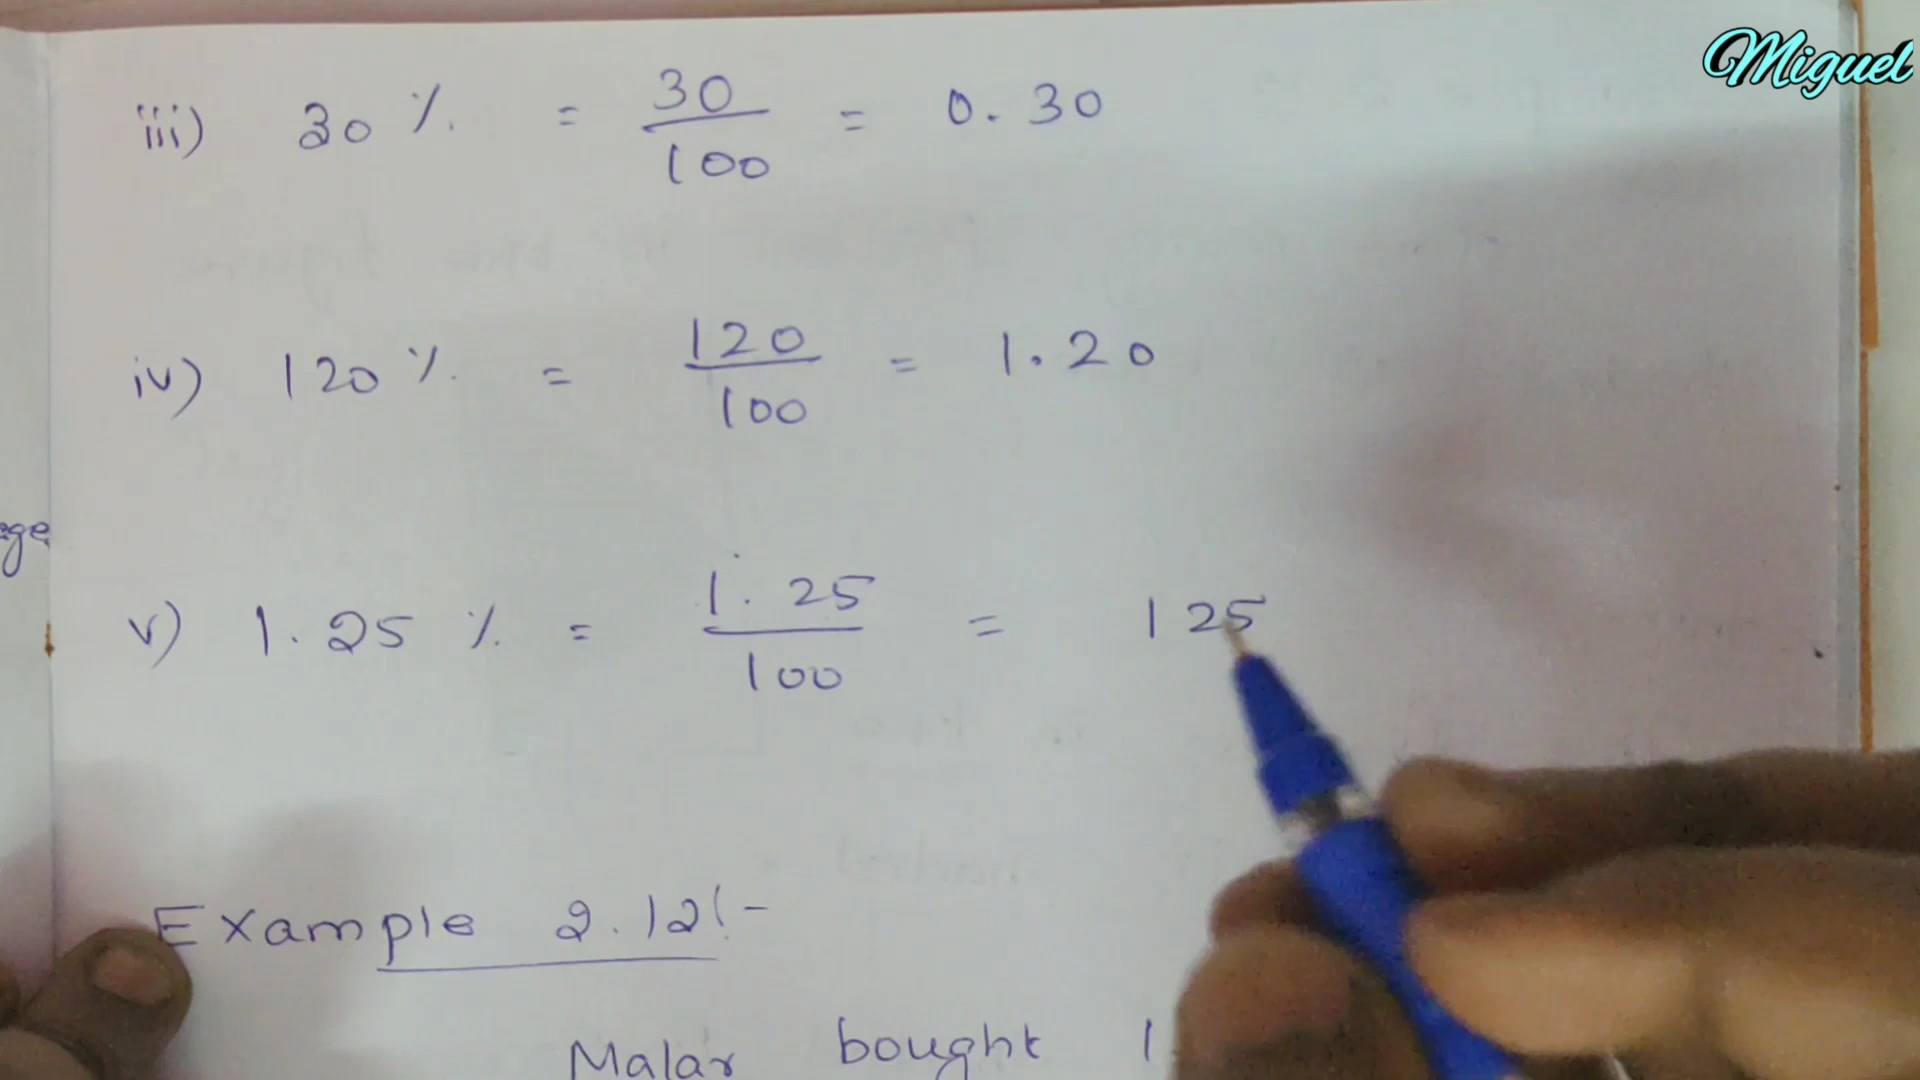 Miguel
iii) 30 % = 30/100 = 0.30
iv) 120 % = 120/100 = 1.20
age
v) 1.25 % = 1.25/100 = 125
Example 2.12:-
Malar bought 1